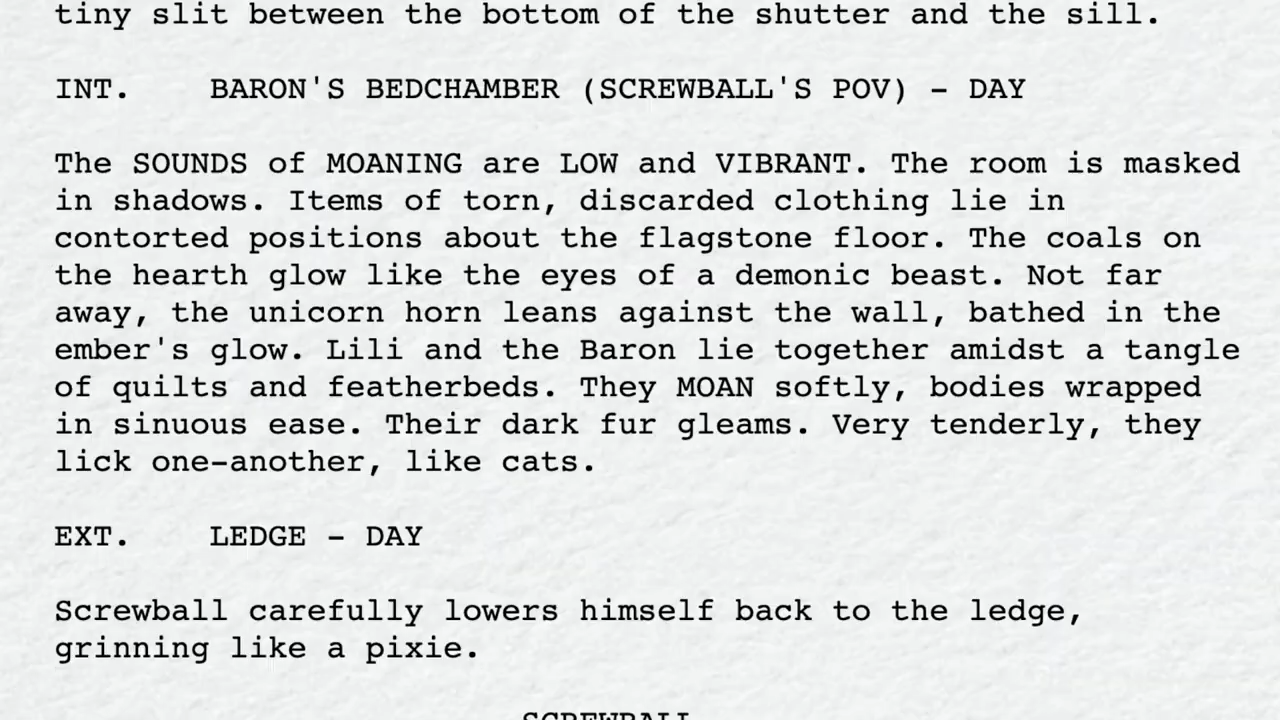 tiny slit between the bottom of the shutter and the sill.
INT. BARON'S BEDCHAMBER (SCREWBALL'S POV) - DAY
The SOUNDS of MOANING are LOW and VIBRANT. The room is masked
in shadows. Items of torn, discarded clothing lie in
contorted positions about the flagstone floor. The coals on
the hearth glow like the eyes of a demonic beast. Not far
away, the unicorn horn leans against the wall, bathed in the
ember's glow. Lili and the Baron lie together amidst a tangle
of quilts and featherbeds. They MOAN softly, bodies wrapped
in sinuous ease. Their dark fur gleams. Very tenderly, they
lick one-another, like cats.
EXT. LEDGE - DAY
Screwball carefully lowers himself back to the ledge,
grinning like a pixie.
SCREWBALL